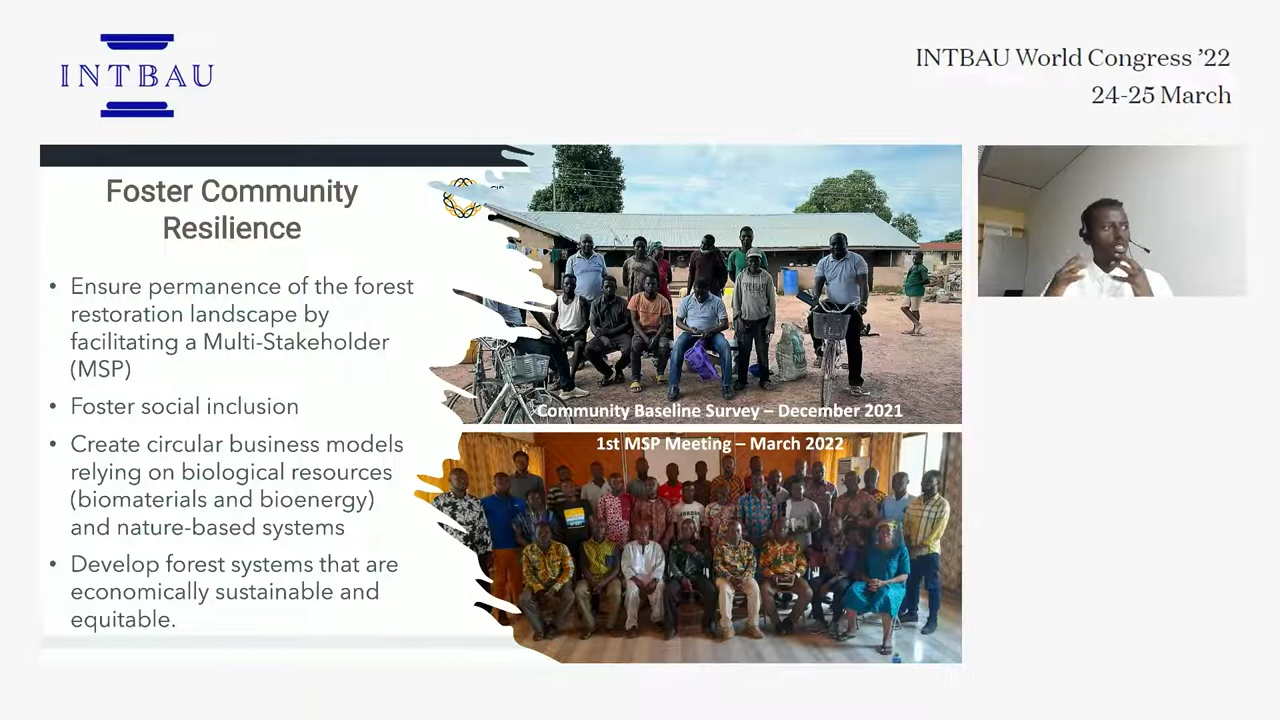 INTBAU
INTBAU World Congress ’22
24-25 March
Foster Community
Resilience
• Ensure permanence of the forest
restoration landscape by
facilitating a Multi-Stakeholder
(MSP)
• Foster social inclusion
• Create circular business models
relying on biological resources
(biomaterials and bioenergy)
and nature-based systems
• Develop forest systems that are
economically sustainable and
equitable.
Community Baseline Survey – December 2021
1st MSP Meeting – March 2022